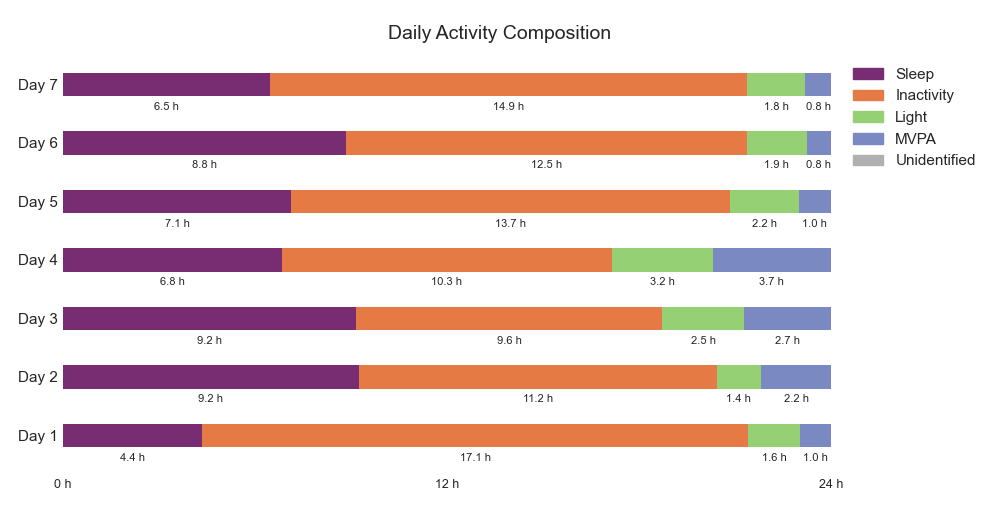 Daily Activity Composition
Day 7
6.5 h 14.9 h 1.8 h 0.8 h
Day 6
8.8 h 12.5 h 1.9 h 0.8 h
Day 5
7.1 h 13.7 h 2.2 h 1.0 h
Day 4
6.8 h 10.3 h 3.2 h 3.7 h
Day 3
9.2 h 9.6 h 2.5 h 2.7 h
Day 2
9.2 h 11.2 h 1.4 h 2.2 h
Day 1
4.4 h 17.1 h 1.6 h 1.0 h
0 h 12 h 24 h
Sleep
Inactivity
Light
MVPA
Unidentified